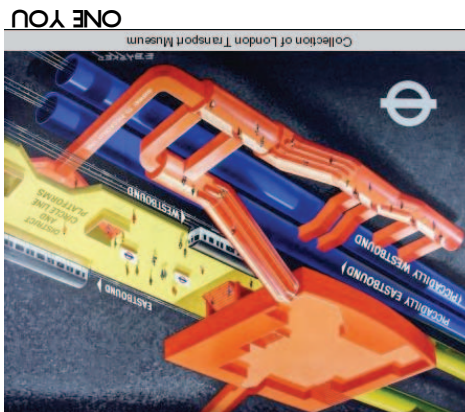 EASTBOUND
PICCADILLY EASTBOUND
PICCADILLY WESTBOUND
DISTRICT
AND
CIRCLE LINE
PLATFORMS
WESTBOUND
Collection of London Transport Museum
ONE YOU